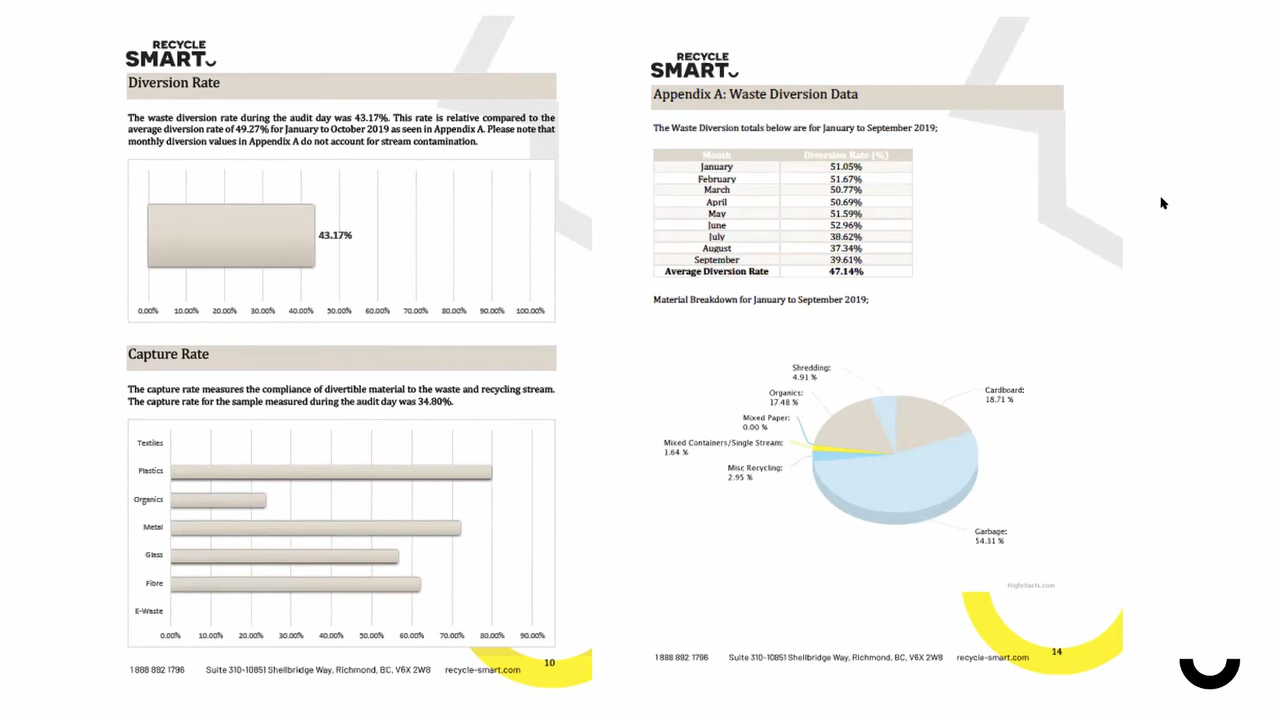 RECYCLE
SMART
Diversion Rate
The waste diversion rate during the audit day was 43.17%. This rate is relative compared to the
average diversion rate of 49.27% for January to October 2019 as seen in Appendix A. Please note that
monthly diversion values in Appendix A do not account for stream contamination.
43.17%
0.00% 10.00% 20.00% 30.00% 40.00% 50.00% 60.00% 70.00% 80.00% 90.00% 100.00%
Capture Rate
The capture rate measures the compliance of divertible material to the waste and recycling stream.
The capture rate for the sample measured during the audit day was 34.80%.
Textiles
Plastics
Organics
Metal
Glass
Fibre
E-Waste
0.00% 10.00% 20.00% 30.00% 40.00% 50.00% 60.00% 70.00% 80.00% 90.00%
1 888 892 1796 Suite 310-10851 Shellbridge Way, Richmond, BC, V6X 2W8 recycle-smart.com 10
RECYCLE
SMART
Appendix A: Waste Diversion Data
The Waste Diversion totals below are for January to September 2019;
Month Diversion Rate (%)
January 51.05%
February 51.67%
March 50.77%
April 50.69%
May 51.59%
June 52.96%
July 38.62%
August 37.34%
September 39.61%
Average Diversion Rate 47.14%
Material Breakdown for January to September 2019;
Shredding:
4.91 %
Cardboard:
18.71 %
Organics:
17.48 %
Mixed Paper:
0.00 %
Mixed Containers/Single Stream:
1.64 %
Misc Recycling:
2.95 %
Garbage:
54.31 %
Highcharts.com
1 888 892 1796 Suite 310-10851 Shellbridge Way, Richmond, BC, V6X 2W8 recycle-smart.com 14